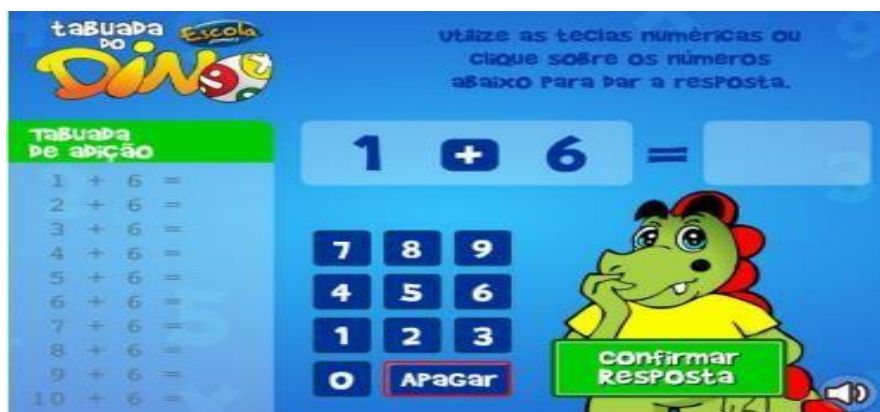 tabuada
do
Dino
Escola
Utilize as teclas numéricas ou
clique sobre os números
abaixo para dar a resposta.
Tabuada
de adição
1 + 6 =
1 + 6 =
2 + 6 =
3 + 6 =
4 + 6 =
5 + 6 =
6 + 6 =
7 + 6 =
8 + 6 =
9 + 6 =
10 + 6 =
7 8 9
4 5 6
1 2 3
0 Apagar
Confirmar
Resposta